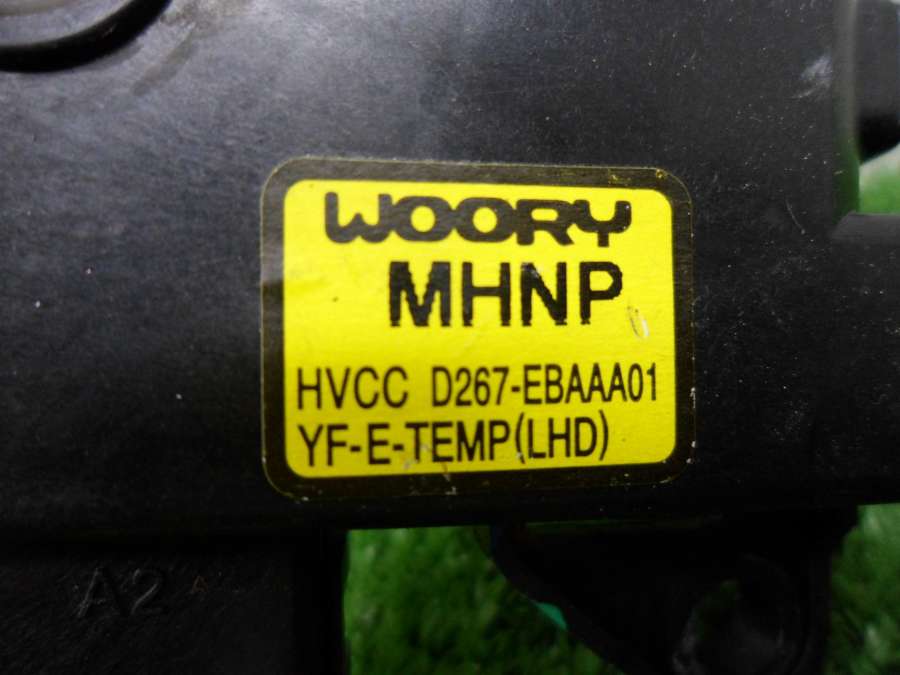 WOORY
MHNP
HVCC D267-EBAAA01
YF-E-TEMP(LHD)
A2